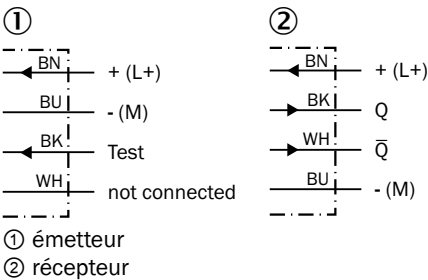 ①
BN + (L+)
BU - (M)
BK Test
WH not connected
②
BN + (L+)
BK Q
WH Q̅
BU - (M)
① émetteur
② récepteur